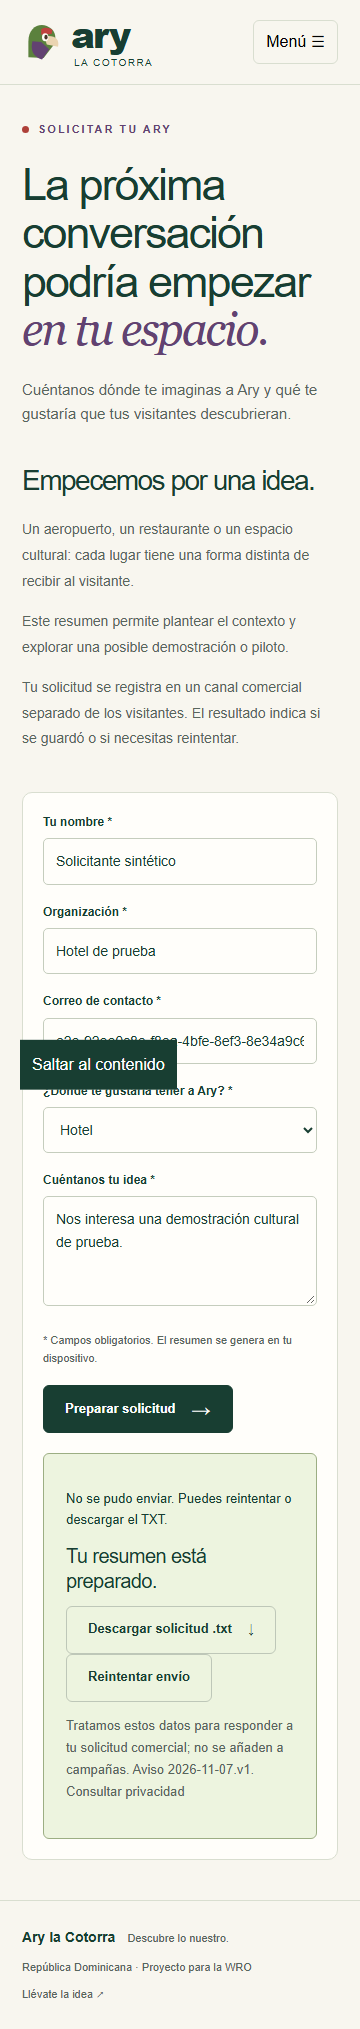 ary
LA COTORRA
Menú ☰
SOLICITAR TU ARY
La próxima
conversación
podría empezar
en tu espacio.
Cuéntanos dónde te imaginas a Ary y qué te
gustaría que tus visitantes descubrieran.
Empecemos por una idea.
Un aeropuerto, un restaurante o un espacio
cultural: cada lugar tiene una forma distinta de
recibir al visitante.
Este resumen permite plantear el contexto y
explorar una posible demostración o piloto.
Tu solicitud se registra en un canal comercial
separado de los visitantes. El resultado indica si
se guardó o si necesitas reintentar.
Tu nombre *
Solicitante sintético
Organización *
Hotel de prueba
Correo de contacto *
-4bfe-8ef3-8e34a9c6
Saltar al contenido
¿Dónde te gustaría tener a Ary? *
Hotel
Cuéntanos tu idea *
Nos interesa una demostración cultural
de prueba.
* Campos obligatorios. El resumen se genera en tu
dispositivo.
Preparar solicitud →
No se pudo enviar. Puedes reintentar o
descargar el TXT.
Tu resumen está
preparado.
Descargar solicitud .txt ↓
Reintentar envío
Tratamos estos datos para responder a
tu solicitud comercial; no se añaden a
campañas. Aviso 2026-11-07.v1.
Consultar privacidad
Ary la Cotorra Descubre lo nuestro.
República Dominicana · Proyecto para la WRO
Llévate la idea ↗